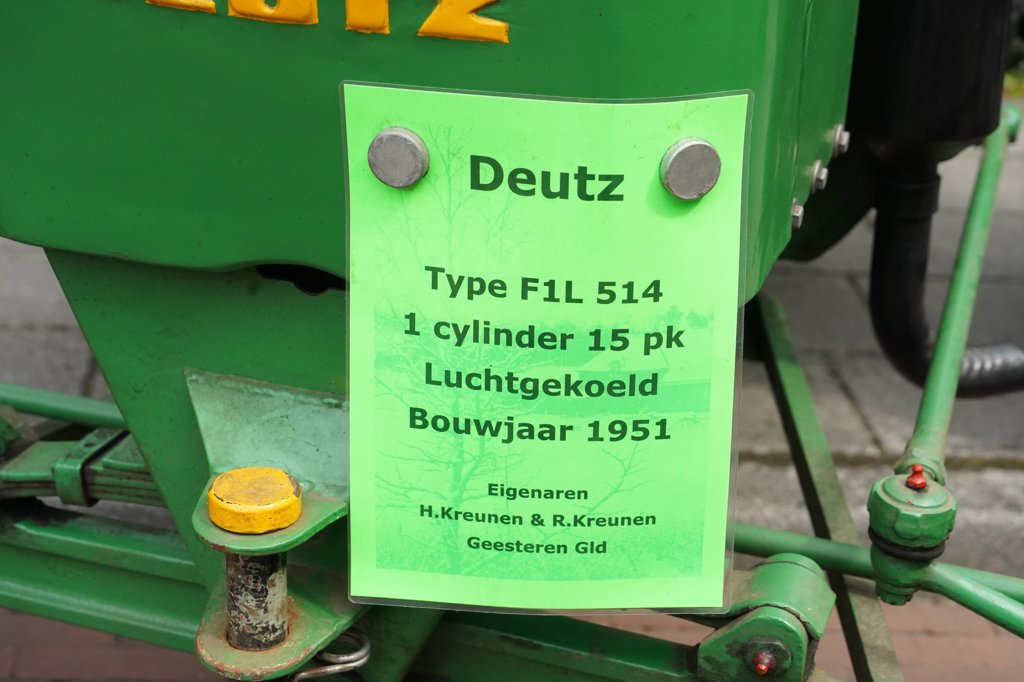 Deutz
Type F1L 514
1 cylinder 15 pk
Luchtgekoeld
Bouwjaar 1951
Eigenaren
H.Kreunen & R.Kreunen
Geesteren Gld